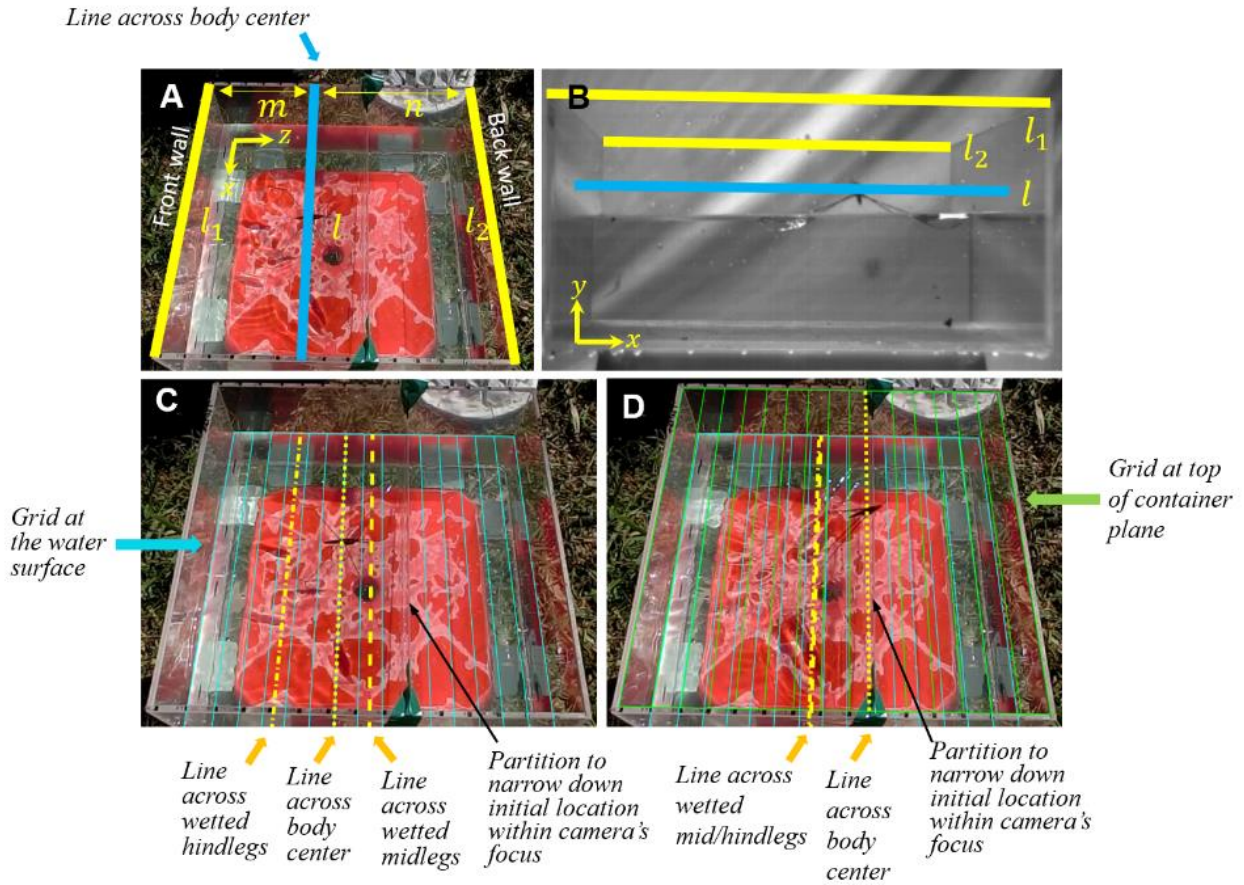 Line across body center
A
m
n
z
x
Front wall
Back wall
l₁
l
l₂
B
l₁
l₂
l
y
x
C
D
Grid at
the water
surface
Grid at top
of container
plane
Line
across
wetted
hindlegs
Line
across
body
center
Line
across
wetted
midlegs
Partition to
narrow down
initial location
within camera's
focus
Line across
wetted
mid/hindlegs
Line
across
body
center
Partition to
narrow down
initial location
within camera's
focus